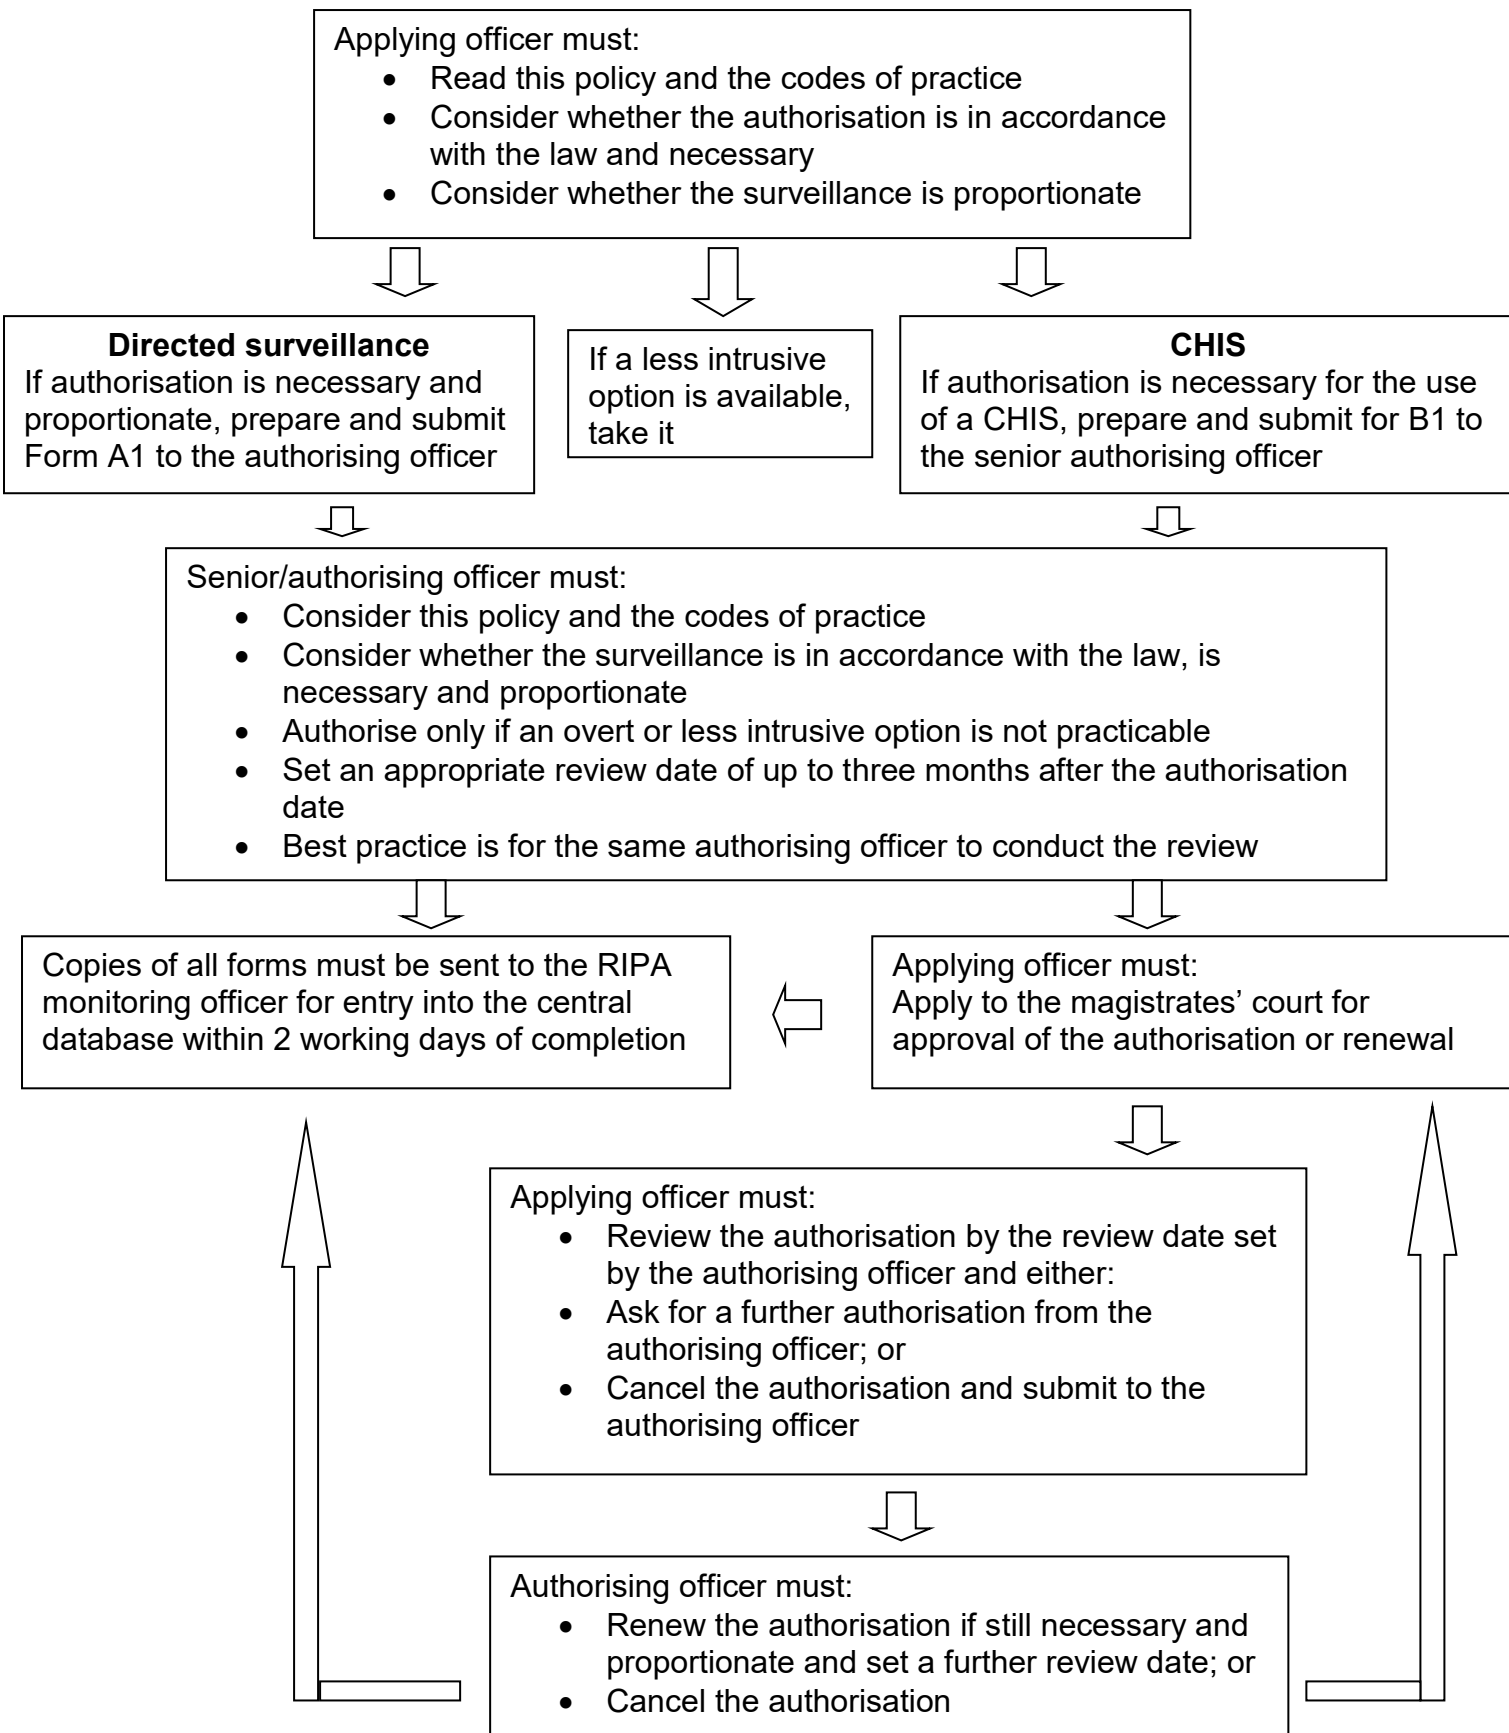 Applying officer must:
• Read this policy and the codes of practice
• Consider whether the authorisation is in accordance
with the law and necessary
• Consider whether the surveillance is proportionate
Directed surveillance
If authorisation is necessary and
proportionate, prepare and submit
Form A1 to the authorising officer
If a less intrusive
option is available,
take it
CHIS
If authorisation is necessary for the use
of a CHIS, prepare and submit for B1 to
the senior authorising officer
Senior/authorising officer must:
• Consider this policy and the codes of practice
• Consider whether the surveillance is in accordance with the law, is
necessary and proportionate
• Authorise only if an overt or less intrusive option is not practicable
• Set an appropriate review date of up to three months after the authorisation
date
• Best practice is for the same authorising officer to conduct the review
Copies of all forms must be sent to the RIPA
monitoring officer for entry into the central
database within 2 working days of completion
Applying officer must:
Apply to the magistrates’ court for
approval of the authorisation or renewal
Applying officer must:
• Review the authorisation by the review date set
by the authorising officer and either:
• Ask for a further authorisation from the
authorising officer; or
• Cancel the authorisation and submit to the
authorising officer
Authorising officer must:
• Renew the authorisation if still necessary and
proportionate and set a further review date; or
• Cancel the authorisation